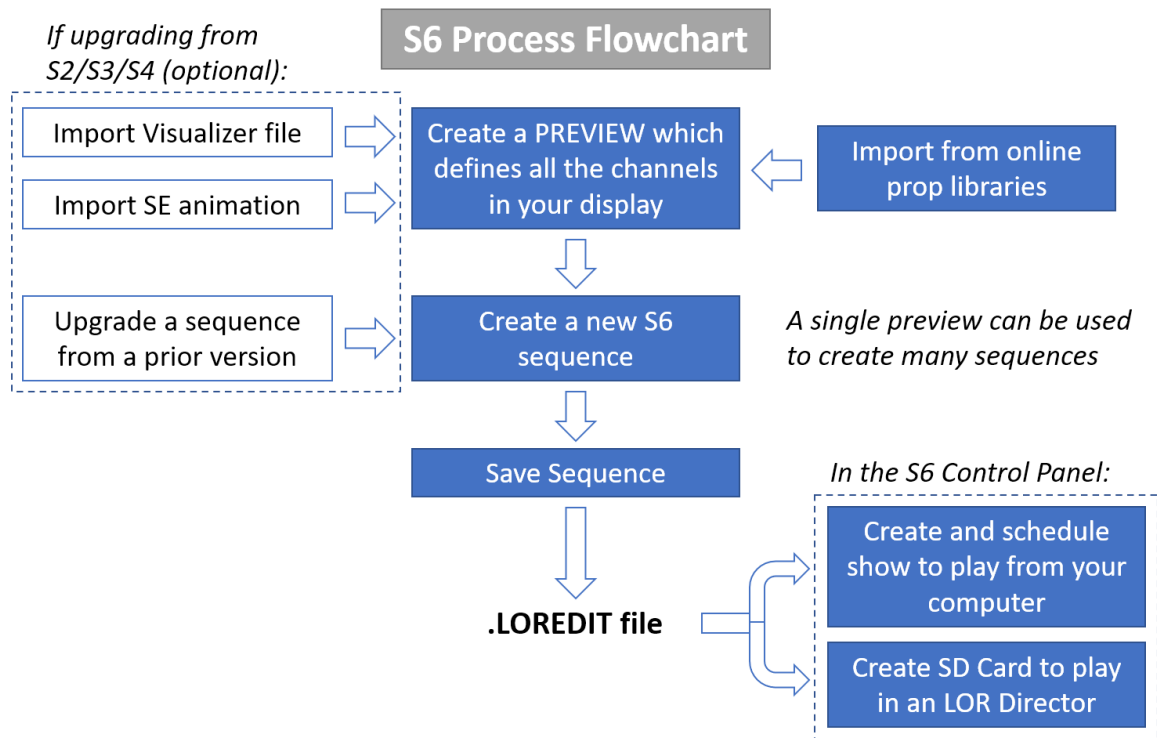 S6 Process Flowchart
If upgrading from
S2/S3/S4 (optional):
Import Visualizer file
Import SE animation
Upgrade a sequence
from a prior version
Create a PREVIEW which
defines all the channels
in your display
Import from online
prop libraries
Create a new S6
sequence
A single preview can be used
to create many sequences
Save Sequence
.LOREDIT file
In the S6 Control Panel:
Create and schedule
show to play from your
computer
Create SD Card to play
in an LOR Director